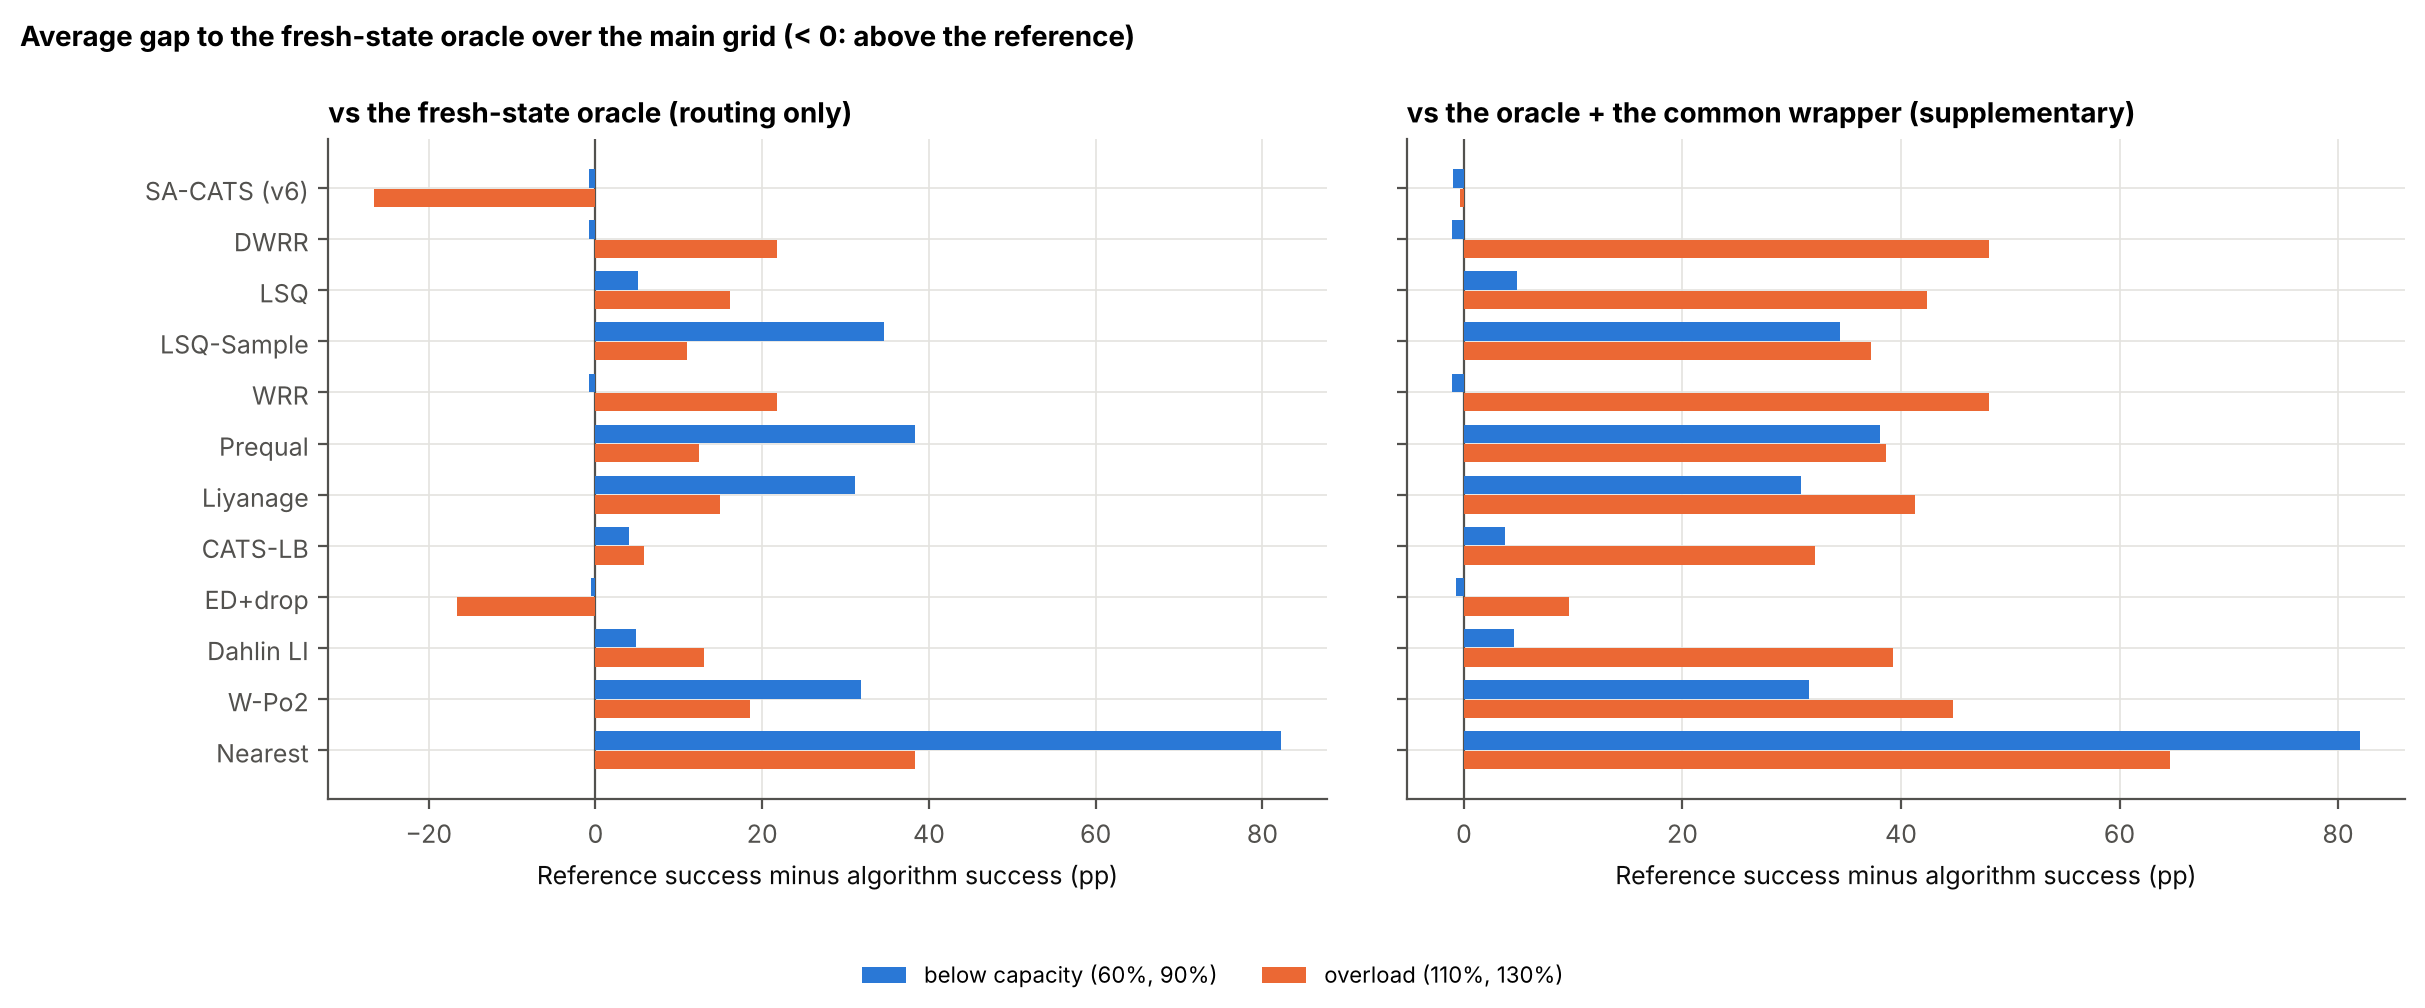 Average gap to the fresh-state oracle over the main grid (< 0: above the reference)
vs the fresh-state oracle (routing only)
SA-CATS (v6)
DWRR
LSQ
LSQ-Sample
WRR
Prequal
Liyanage
CATS-LB
ED+drop
Dahlin LI
W-Po2
Nearest
−20 0 20 40 60 80
Reference success minus algorithm success (pp)
vs the oracle + the common wrapper (supplementary)
0 20 40 60 80
Reference success minus algorithm success (pp)
below capacity (60%, 90%) overload (110%, 130%)